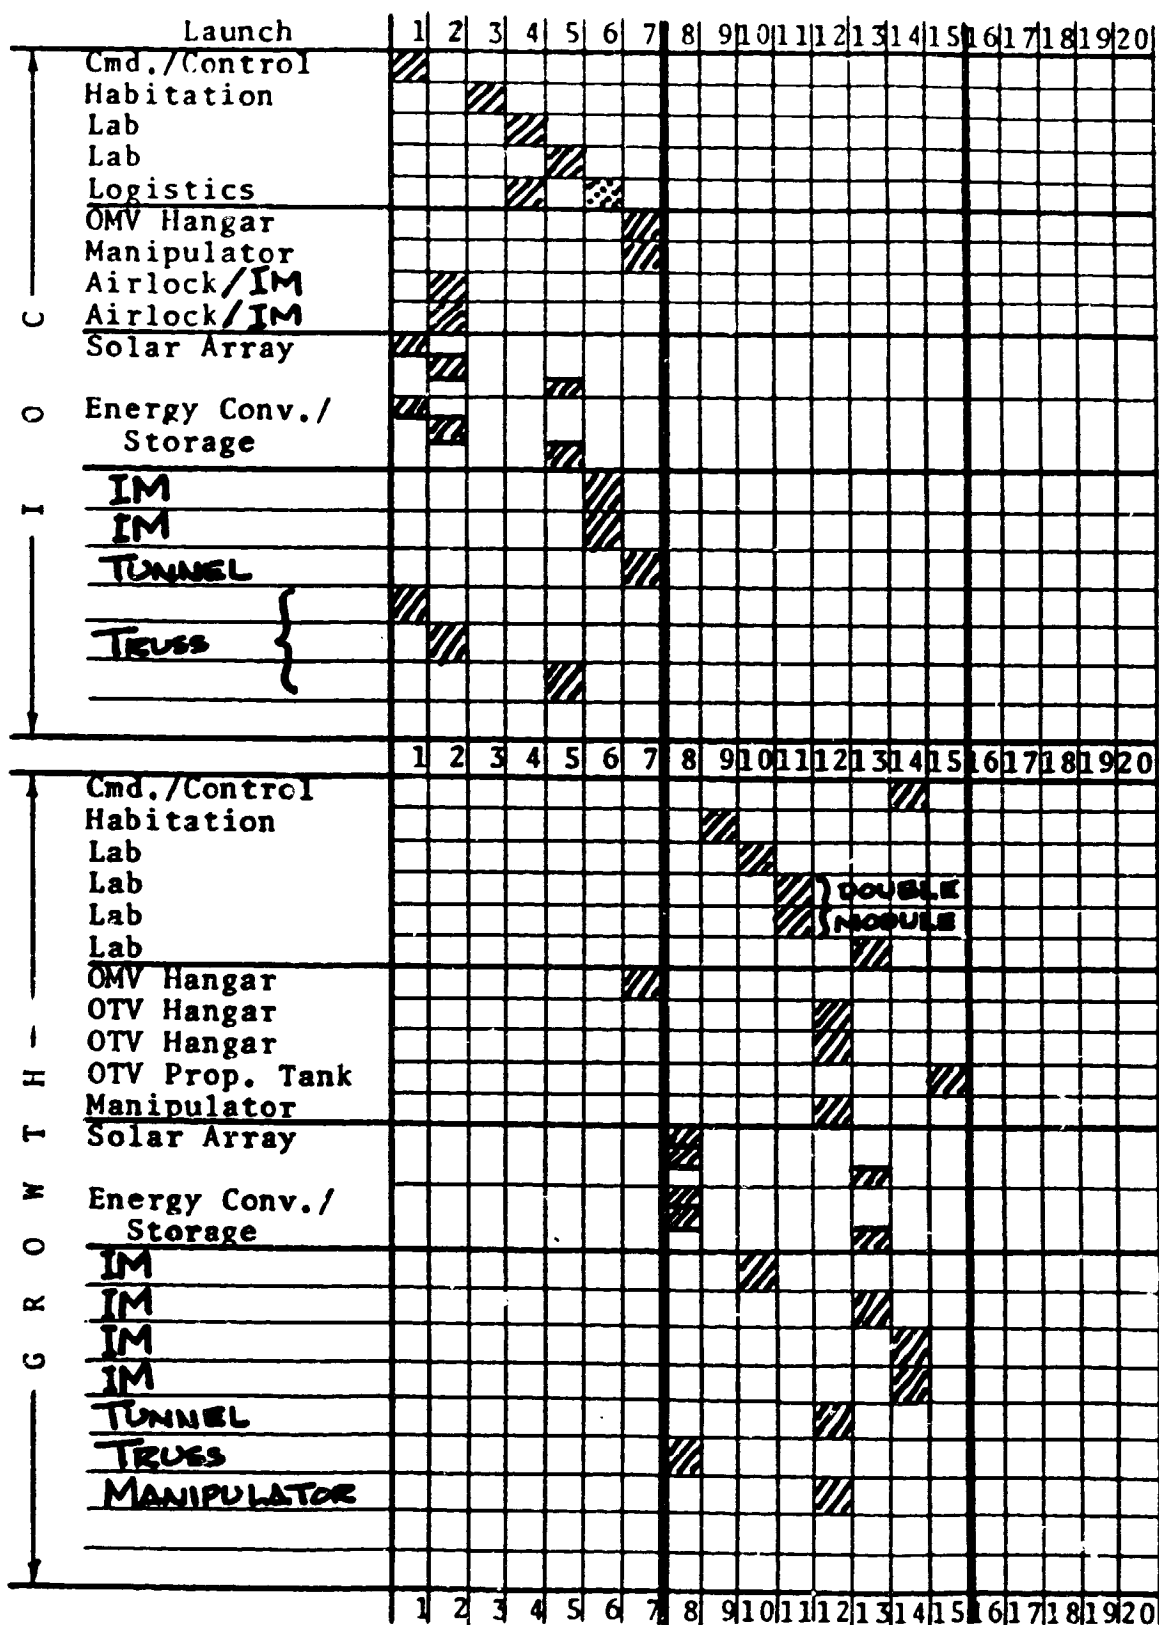 Launch 1 2 3 4 5 6 7 8 9 10 11 12 13 14 15 16 17 18 19 20
I O C
Cmd./Control
Habitation
Lab
Lab
Logistics
OMV Hangar
Manipulator
Airlock/IM
Airlock/IM
Solar Array
Energy Conv./
Storage
IM
IM
TUNNEL
TRUSS
1 2 3 4 5 6 7 8 9 10 11 12 13 14 15 16 17 18 19 20
G R O W T H
Cmd./Control
Habitation
Lab
Lab DOUBLE
Lab MODULE
Lab
OMV Hangar
OTV Hangar
OTV Hangar
OTV Prop. Tank
Manipulator
Solar Array
Energy Conv./
Storage
IM
IM
IM
IM
TUNNEL
TRUSS
MANIPULATOR
1 2 3 4 5 6 7 8 9 10 11 12 13 14 15 16 17 18 19 20